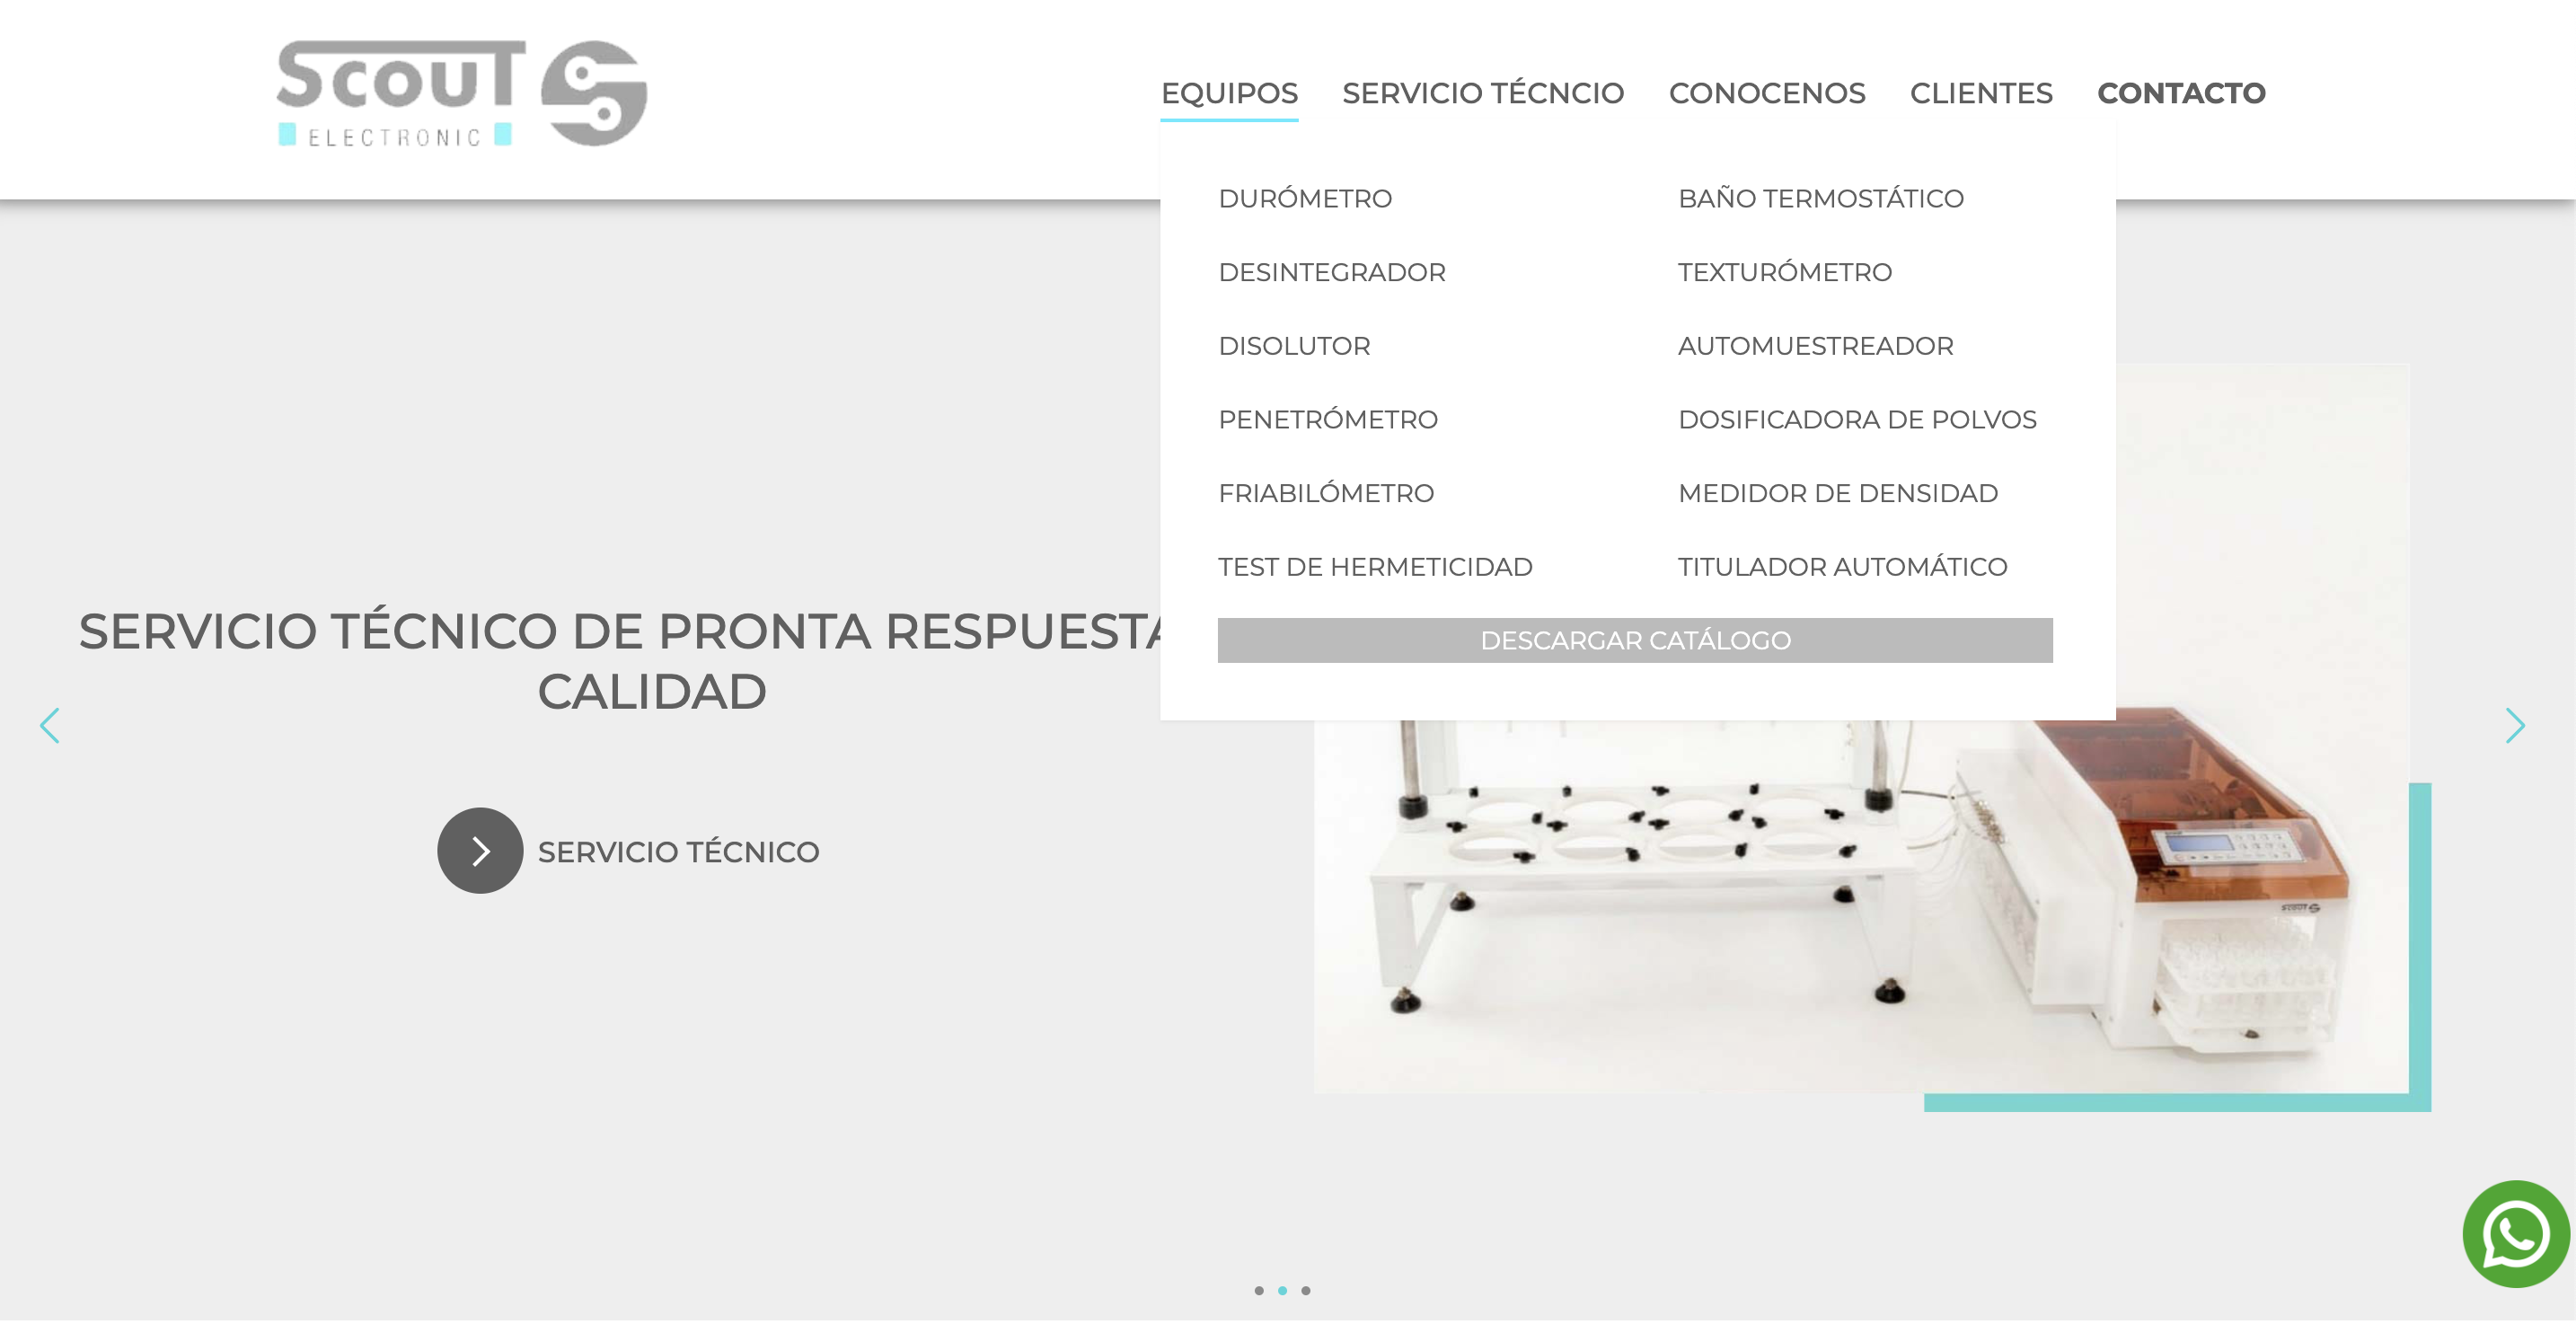 ScouT
ELECTRONIC
EQUIPOS SERVICIO TÉCNCIO CONOCENOS CLIENTES CONTACTO
DURÓMETRO BAÑO TERMOSTÁTICO
DESINTEGRADOR TEXTURÓMETRO
DISOLUTOR AUTOMUESTREADOR
PENETRÓMETRO DOSIFICADORA DE POLVOS
FRIABILÓMETRO MEDIDOR DE DENSIDAD
TEST DE HERMETICIDAD TITULADOR AUTOMÁTICO
DESCARGAR CATÁLOGO
SERVICIO TÉCNICO DE PRONTA RESPUESTA
CALIDAD
SERVICIO TÉCNICO
SCOUT